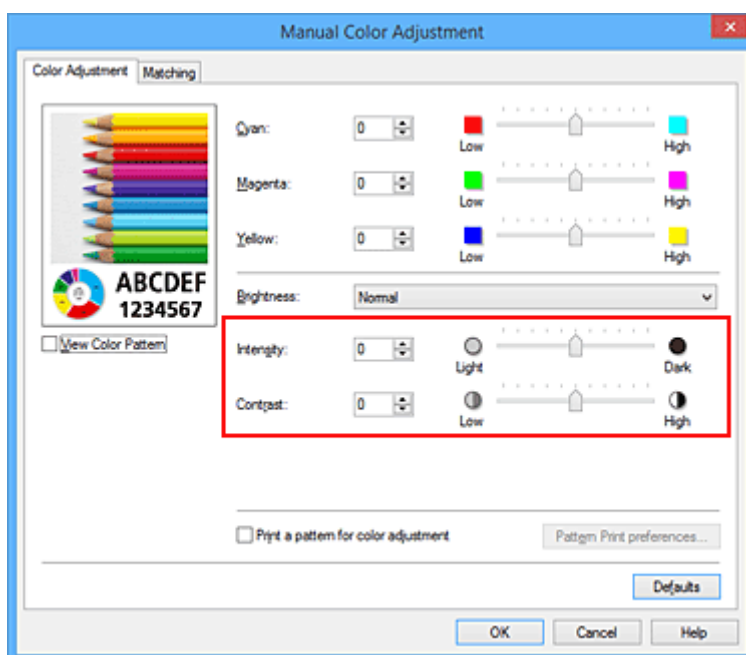 Manual Color Adjustment
Color Adjustment Matching
Cyan: 0 Low High
Magenta: 0 Low High
Yellow: 0 Low High
ABCDEF
1234567
Brightness: Normal
View Color Pattern
Intensity: 0 Light Dark
Contrast: 0 Low High
Print a pattern for color adjustment Pattern Print preferences...
Defaults
OK Cancel Help